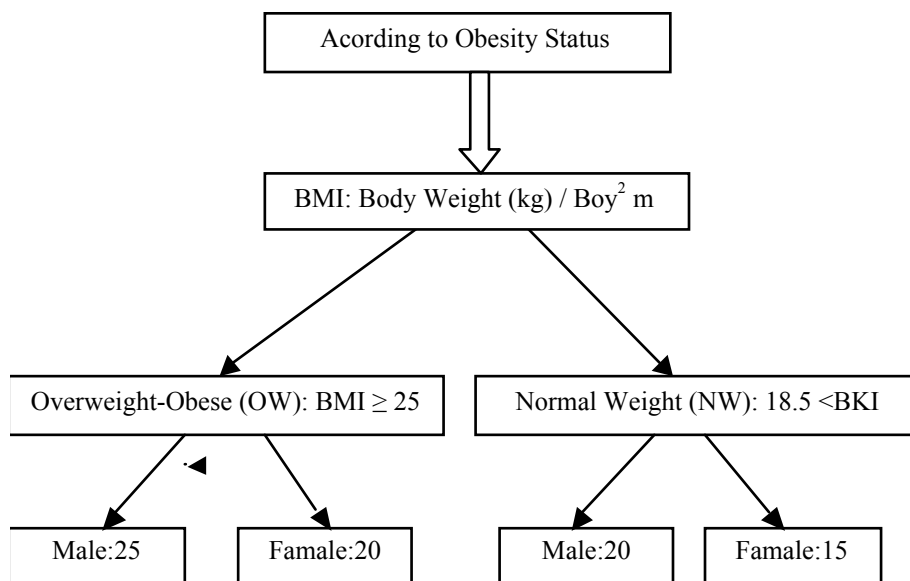 Acording to Obesity Status
BMI: Body Weight (kg) / Boy² m
Overweight-Obese (OW): BMI ≥ 25
Normal Weight (NW): 18.5 <BKI
Male:25
Famale:20
Male:20
Famale:15